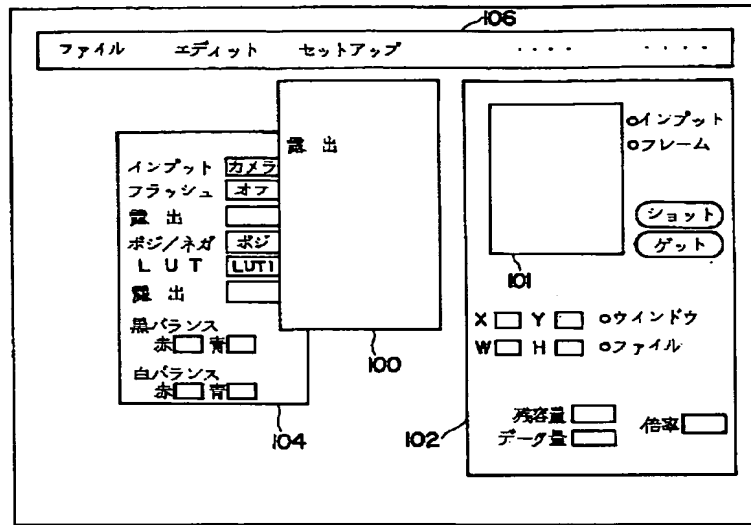 106
ファイル エディット セットアップ ・・・・ ・・・・
露出
インプット カメラ
フラッシュ オフ
露出
ポジ/ネガ ポジ
LUT LUT1
露出
黒バランス
赤 青
白バランス
赤 青
104
100
インプット
フレーム
ショット
ゲット
101
X Y ウインドウ
W H ファイル
残容量
データ量
倍率
102